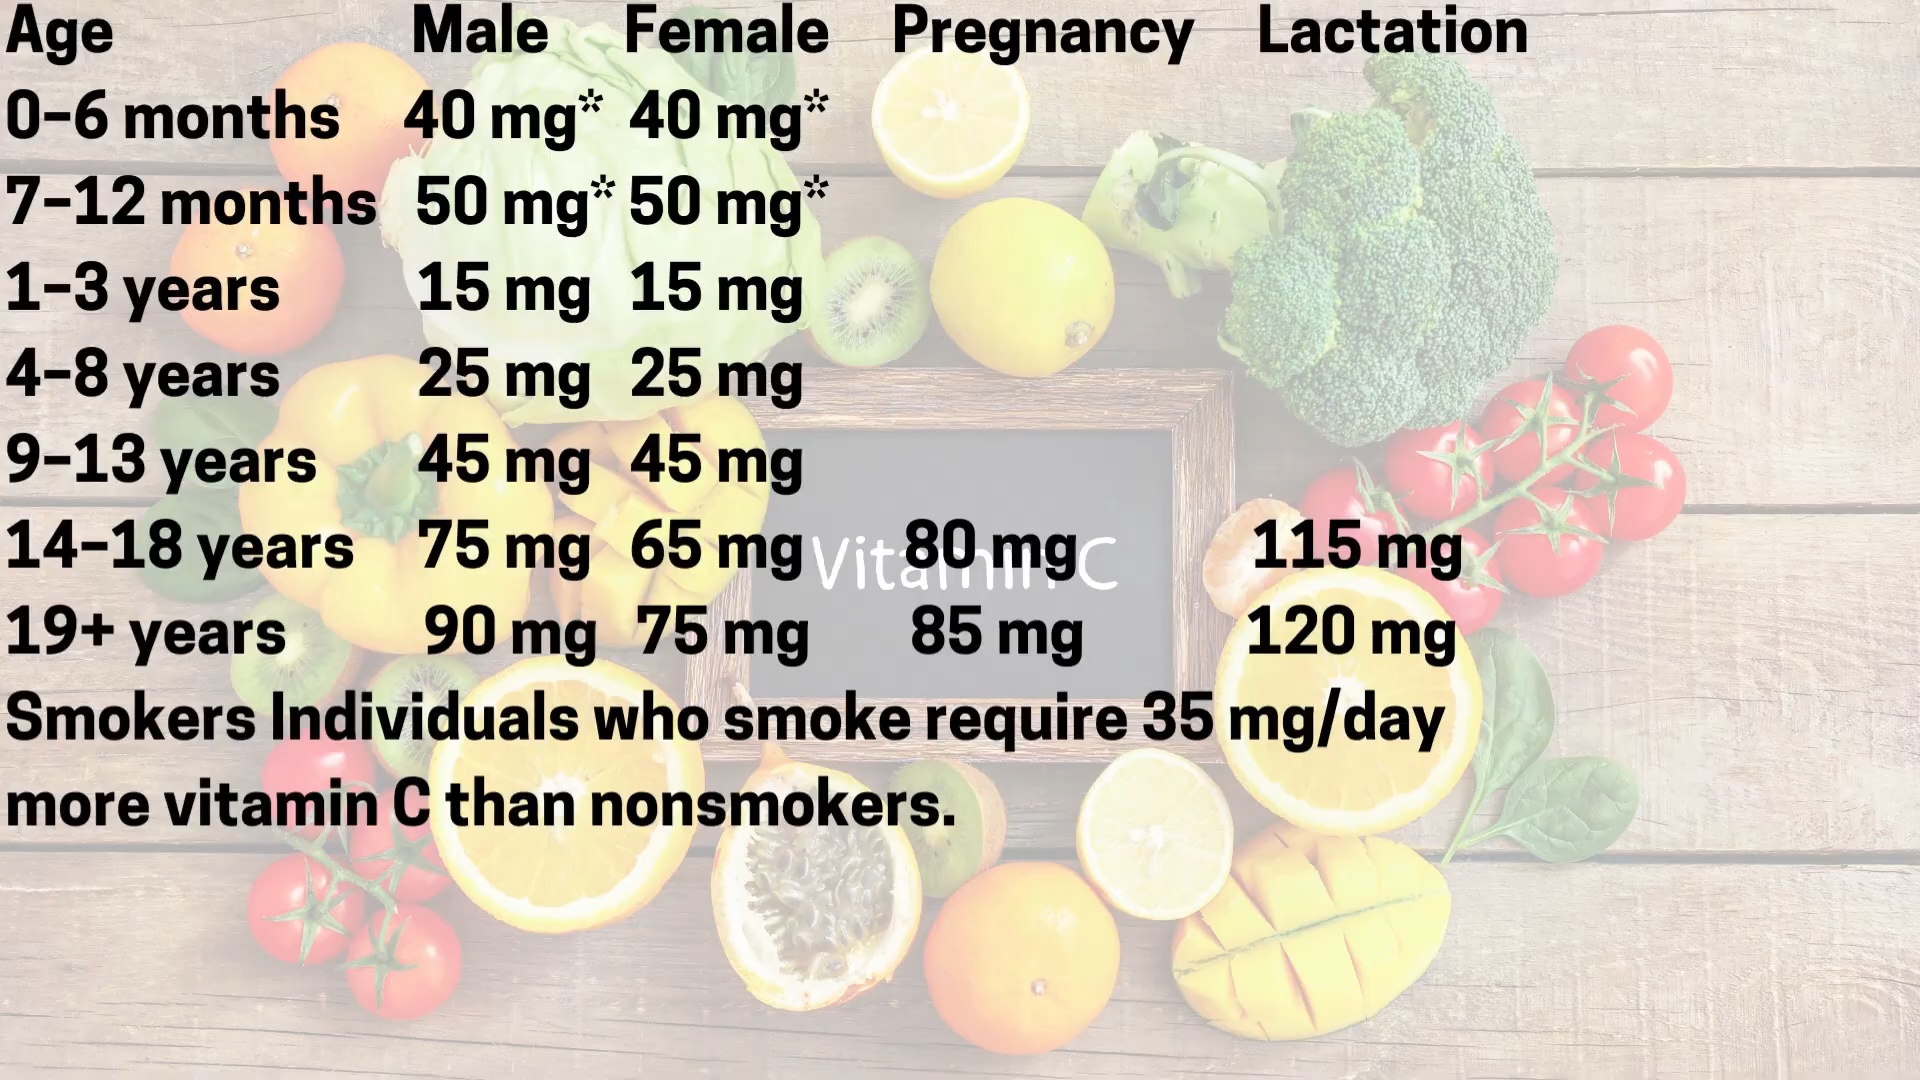 Age Male Female Pregnancy Lactation
0–6 months 40 mg* 40 mg*
7–12 months 50 mg* 50 mg*
1–3 years 15 mg 15 mg
4–8 years 25 mg 25 mg
9–13 years 45 mg 45 mg
14–18 years 75 mg 65 mg 80 mg 115 mg
Vitamin C
19+ years 90 mg 75 mg 85 mg 120 mg
Smokers Individuals who smoke require 35 mg/day
more vitamin C than nonsmokers.